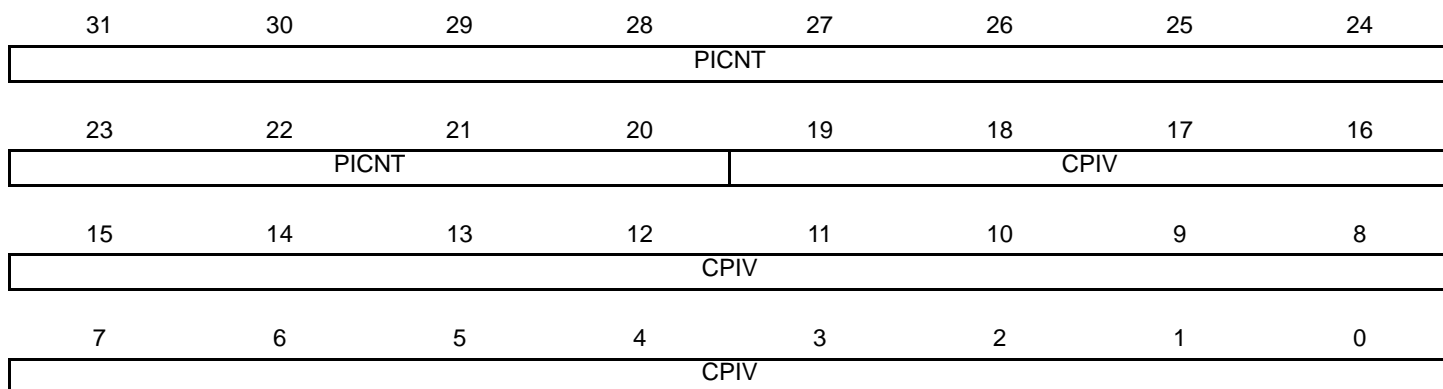 31 30 29 28 27 26 25 24
PICNT
23 22 21 20 19 18 17 16
PICNT CPIV
15 14 13 12 11 10 9 8
CPIV
7 6 5 4 3 2 1 0
CPIV